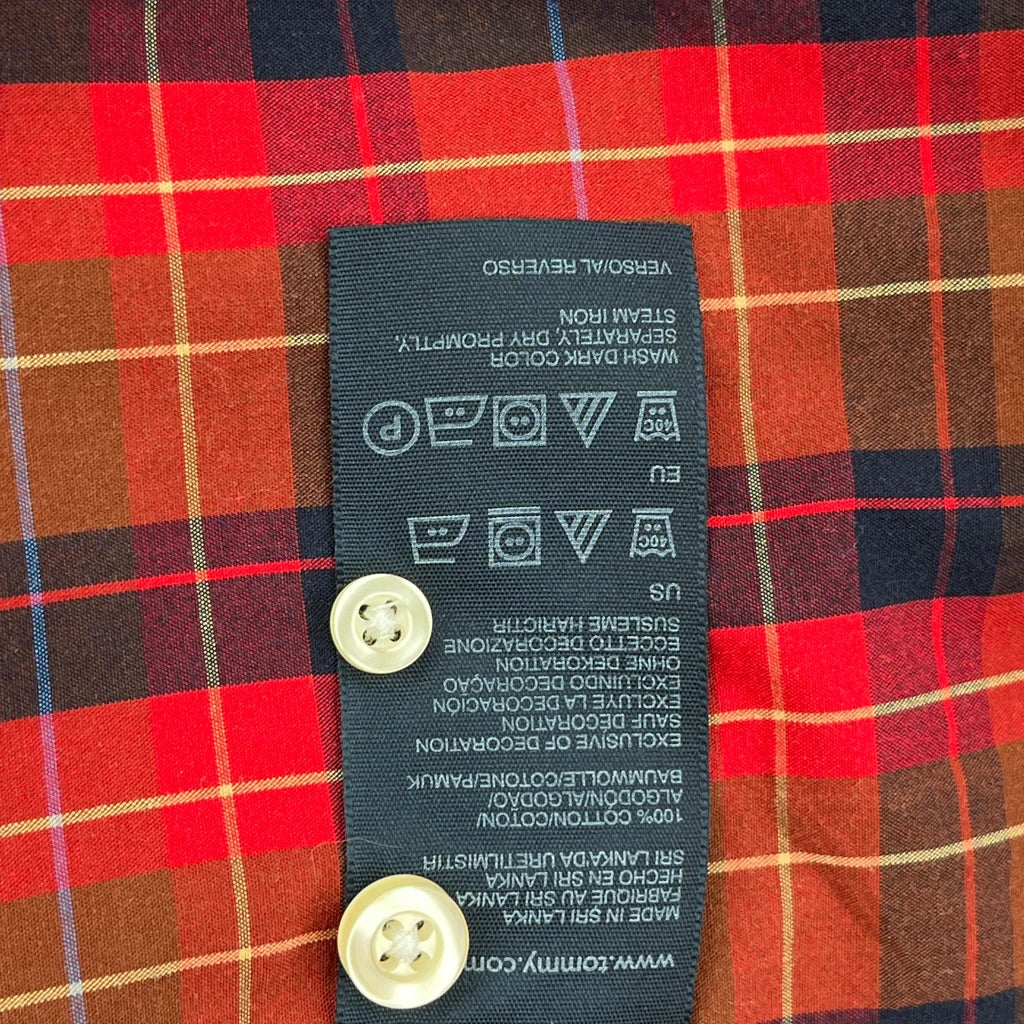 www.tommy.com
MADE IN SRI LANKA
FABRIQUE AU SRI LANKA
HECHO EN SRI LANKA
SRI LANKA'DA URETILMISTIR
100% COTTON/COTON/
ALGODÓN/ALGODAO/
BAUMWOLLE/COTONE/PAMUK
EXCLUSIVE OF DECORATION
SAUF DECORATION
EXCLUYE LA DECORACIÓN
EXCLUINDO DECORAÇAO
OHNE DEKORATION
ECCETTO DECORAZIONE
SUSLEME HARICTIR
US
40C
EU
40C
P
WASH DARK COLOR
SEPARATELY, DRY PROMPTLY,
STEAM IRON
VERSO/AL REVERSO